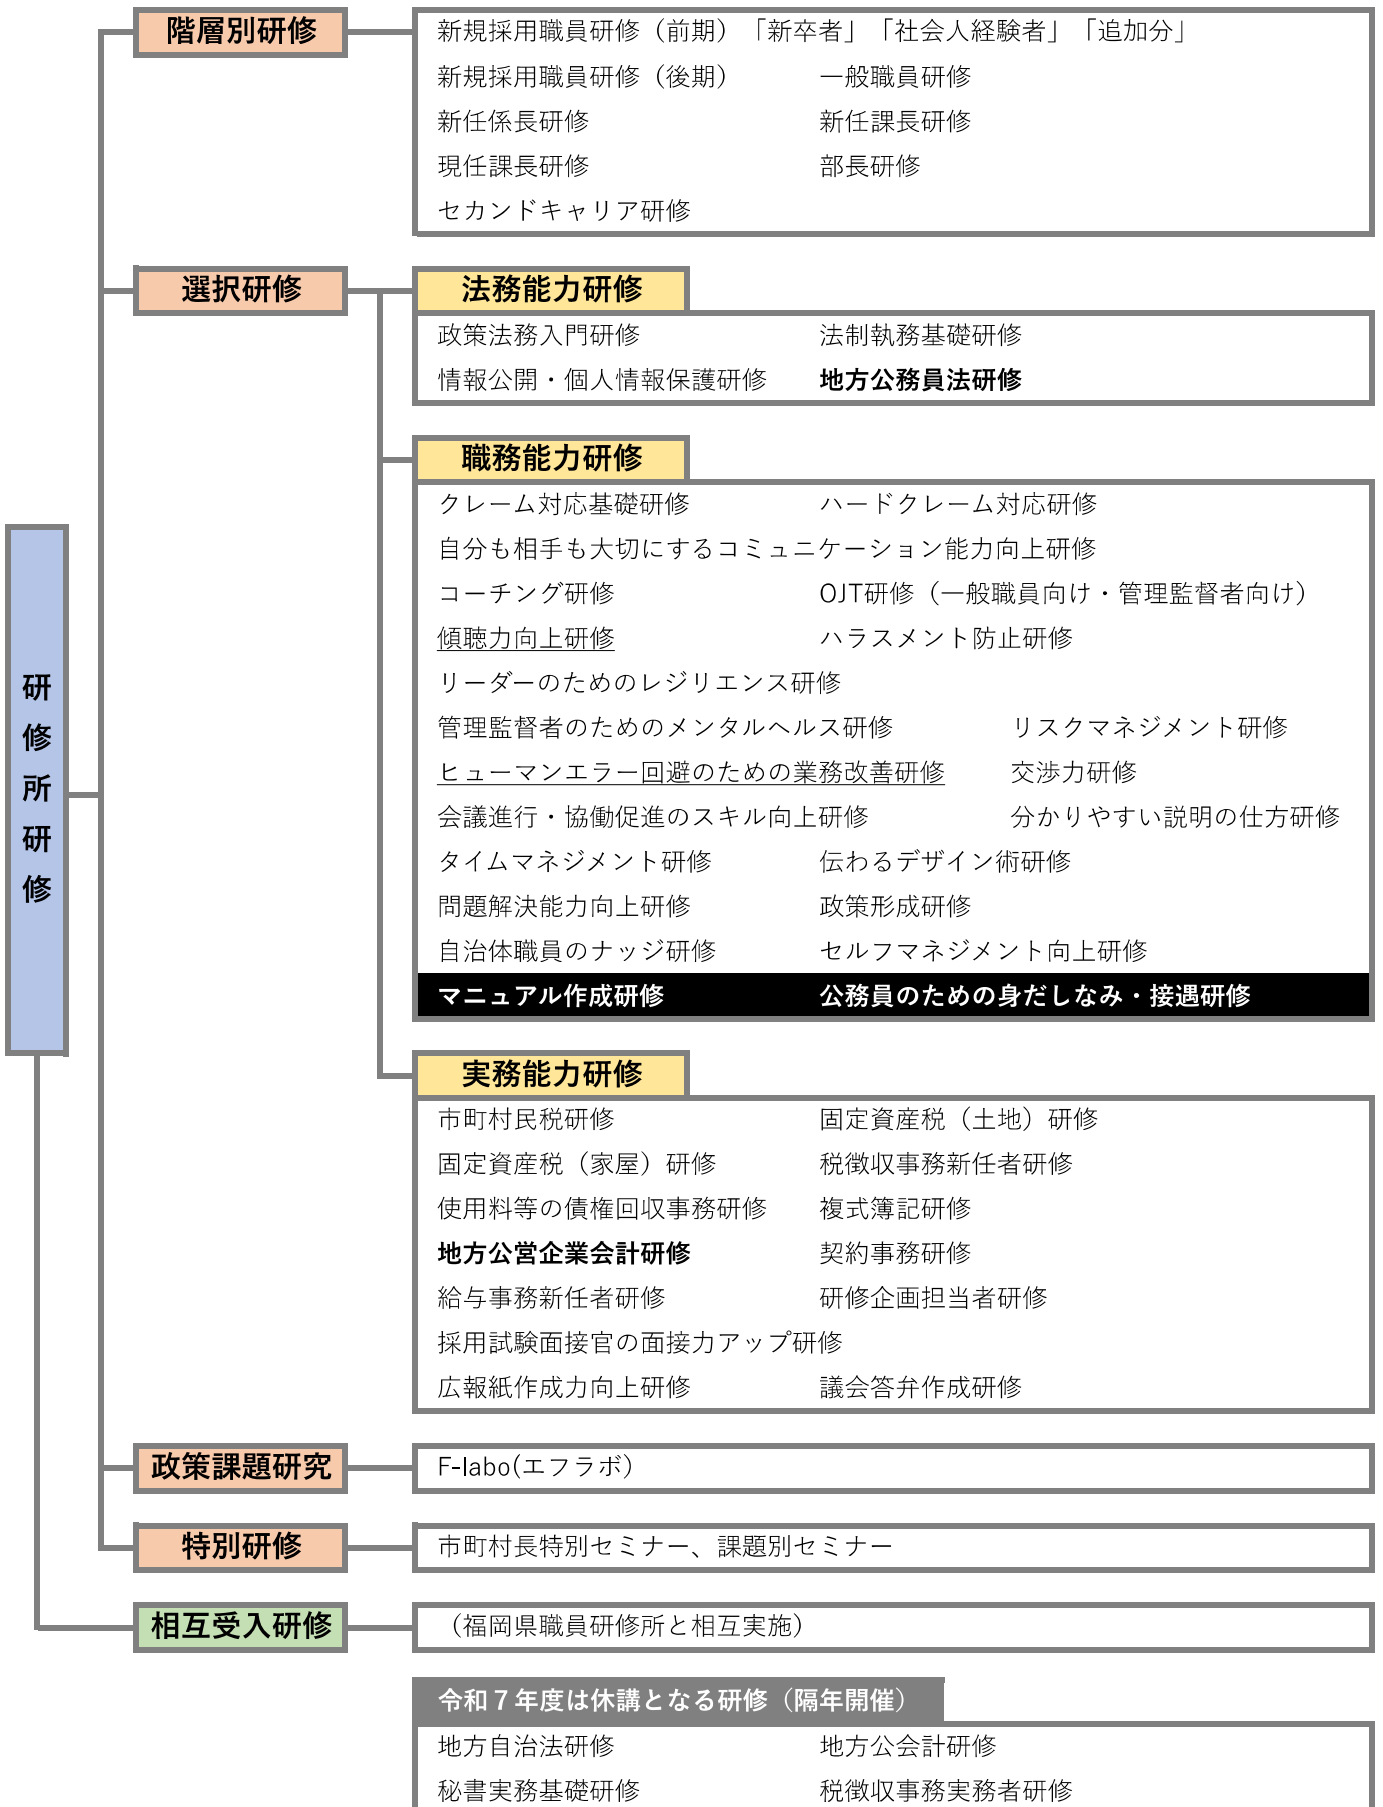 階層別研修
新規採用職員研修（前期）「新卒者」「社会人経験者」「追加分」
新規採用職員研修（後期） 一般職員研修
新任係長研修 新任課長研修
現任課長研修 部長研修
セカンドキャリア研修
選択研修
法務能力研修
政策法務入門研修 法制執務基礎研修
情報公開・個人情報保護研修 地方公務員法研修
職務能力研修
クレーム対応基礎研修 ハードクレーム対応研修
自分も相手も大切にするコミュニケーション能力向上研修
コーチング研修 OJT研修（一般職員向け・管理監督者向け）
傾聴力向上研修 ハラスメント防止研修
リーダーのためのレジリエンス研修
管理監督者のためのメンタルヘルス研修 リスクマネジメント研修
ヒューマンエラー回避のための業務改善研修 交渉力研修
会議進行・協働促進のスキル向上研修 分かりやすい説明の仕方研修
タイムマネジメント研修 伝わるデザイン術研修
問題解決能力向上研修 政策形成研修
自治体職員のナッジ研修 セルフマネジメント向上研修
マニュアル作成研修 公務員のための身だしなみ・接遇研修
研修所研修
実務能力研修
市町村民税研修 固定資産税（土地）研修
固定資産税（家屋）研修 税徴収事務新任者研修
使用料等の債権回収事務研修 複式簿記研修
地方公営企業会計研修 契約事務研修
給与事務新任者研修 研修企画担当者研修
採用試験面接官の面接力アップ研修
広報紙作成力向上研修 議会答弁作成研修
政策課題研究
F-labo(エフラボ）
特別研修
市町村長特別セミナー、課題別セミナー
相互受入研修
（福岡県職員研修所と相互実施）
令和７年度は休講となる研修（隔年開催）
地方自治法研修 地方公会計研修
秘書実務基礎研修 税徴収事務実務者研修